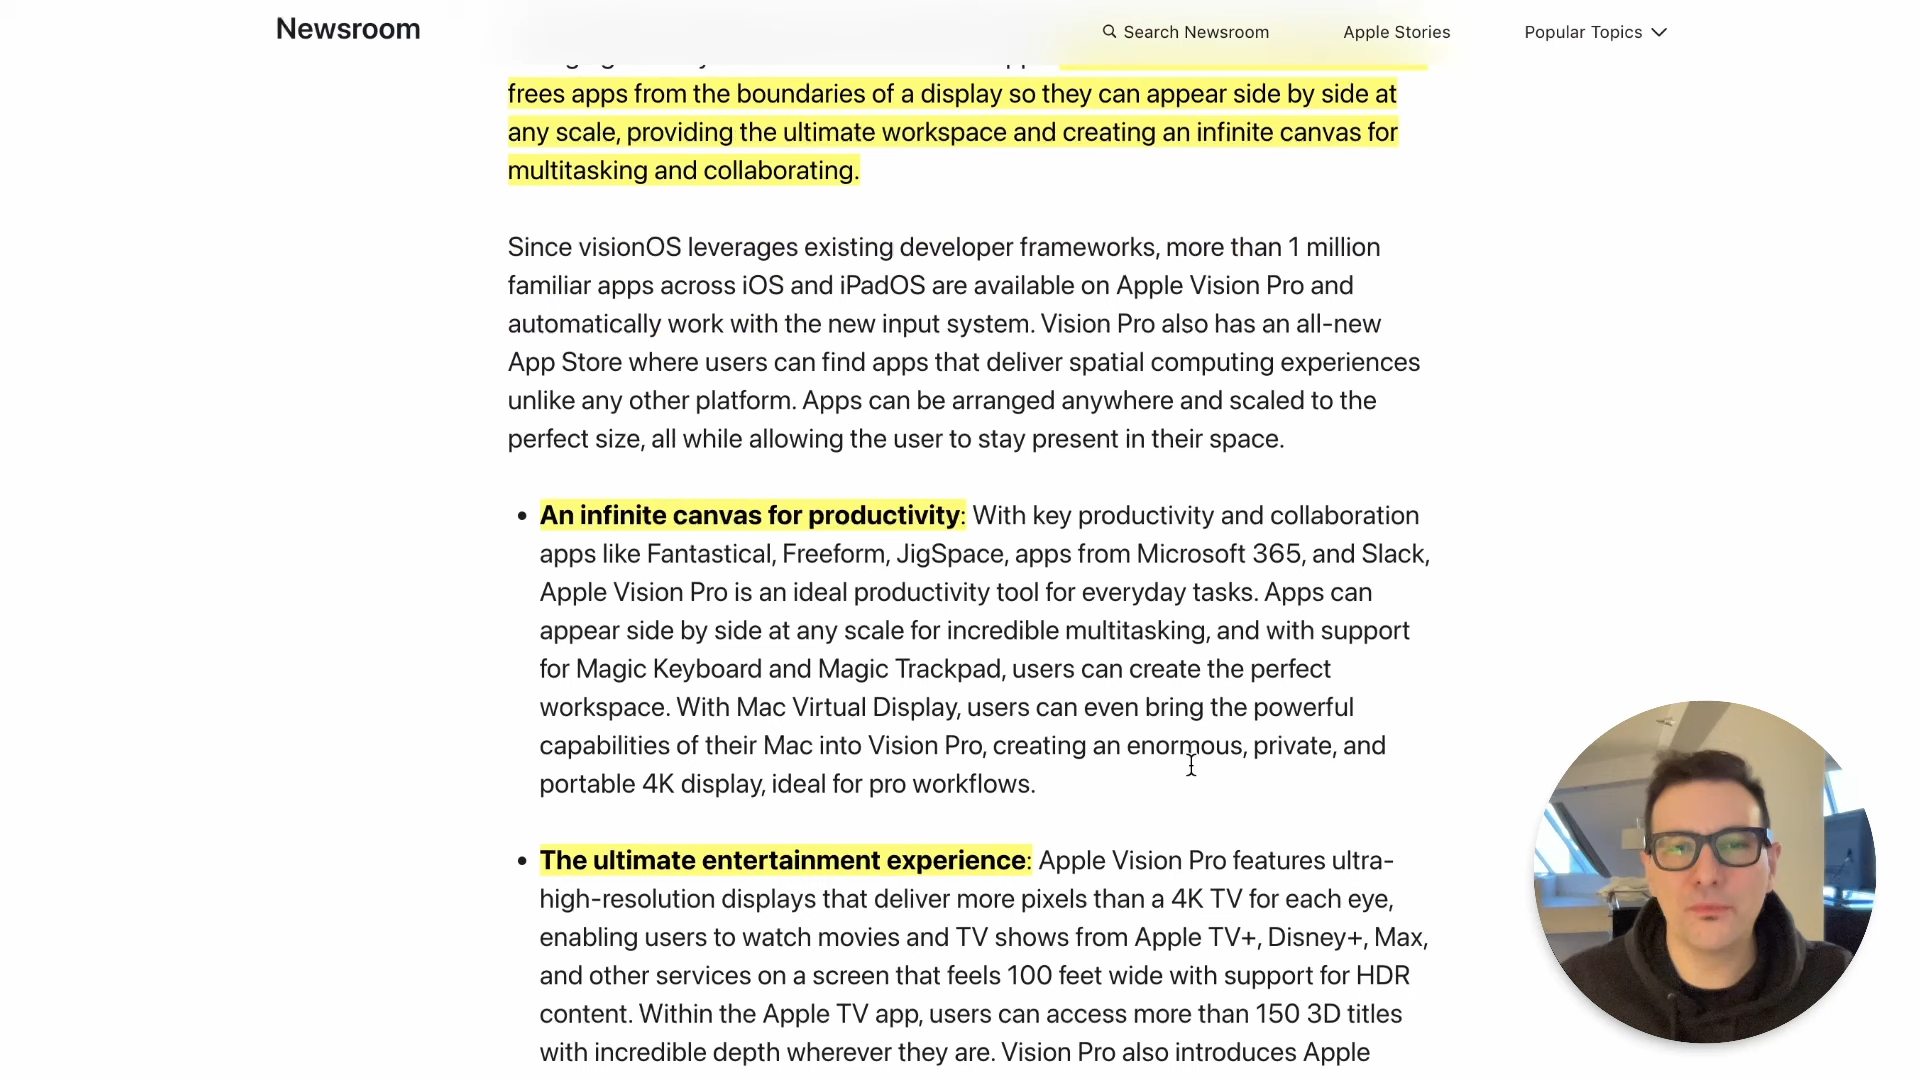 Newsroom
Search Newsroom
Apple Stories
Popular Topics
frees apps from the boundaries of a display so they can appear side by side at
any scale, providing the ultimate workspace and creating an infinite canvas for
multitasking and collaborating.
Since visionOS leverages existing developer frameworks, more than 1 million
familiar apps across iOS and iPadOS are available on Apple Vision Pro and
automatically work with the new input system. Vision Pro also has an all-new
App Store where users can find apps that deliver spatial computing experiences
unlike any other platform. Apps can be arranged anywhere and scaled to the
perfect size, all while allowing the user to stay present in their space.
• An infinite canvas for productivity: With key productivity and collaboration
apps like Fantastical, Freeform, JigSpace, apps from Microsoft 365, and Slack,
Apple Vision Pro is an ideal productivity tool for everyday tasks. Apps can
appear side by side at any scale for incredible multitasking, and with support
for Magic Keyboard and Magic Trackpad, users can create the perfect
workspace. With Mac Virtual Display, users can even bring the powerful
capabilities of their Mac into Vision Pro, creating an enormous, private, and
portable 4K display, ideal for pro workflows.
• The ultimate entertainment experience: Apple Vision Pro features ultra-
high-resolution displays that deliver more pixels than a 4K TV for each eye,
enabling users to watch movies and TV shows from Apple TV+, Disney+, Max,
and other services on a screen that feels 100 feet wide with support for HDR
content. Within the Apple TV app, users can access more than 150 3D titles
with incredible depth wherever they are. Vision Pro also introduces Apple